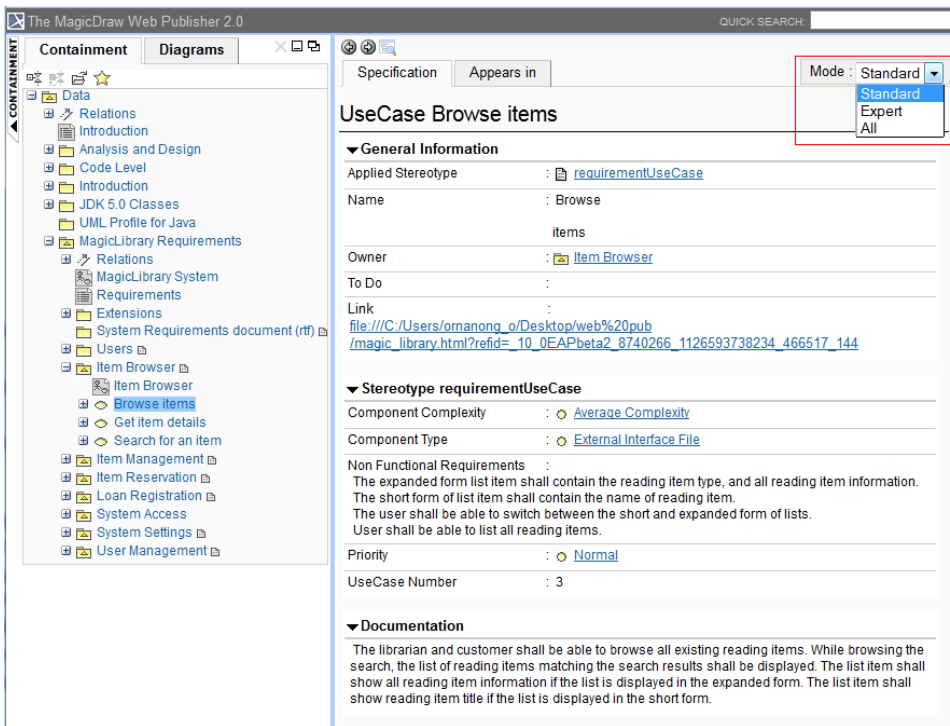 The MagicDraw Web Publisher 2.0
QUICK SEARCH:
CONTAINMENT
Containment
Diagrams
Data
Relations
Introduction
Analysis and Design
Code Level
Introduction
JDK 5.0 Classes
UML Profile for Java
MagicLibrary Requirements
Relations
MagicLibrary System
Requirements
Extensions
System Requirements document (rtf)
Users
Item Browser
Item Browser
Browse items
Get item details
Search for an item
Item Management
Item Reservation
Loan Registration
System Access
System Settings
User Management
Specification
Appears in
Mode : Standard
Standard
Expert
All
UseCase Browse items
General Information
Applied Stereotype : requirementUseCase
Name : Browse
items
Owner : Item Browser
To Do :
Link :
file:///C:/Users/ornanong_o/Desktop/web%20pub
/magic_library.html?refid=_10_0EAPbeta2_8740266_1126593738234_466517_144
Stereotype requirementUseCase
Component Complexity : Average Complexity
Component Type : External Interface File
Non Functional Requirements :
The expanded form list item shall contain the reading item type, and all reading item information.
The short form of list item shall contain the name of reading item.
The user shall be able to switch between the short and expanded form of lists.
User shall be able to list all reading items.
Priority : Normal
UseCase Number : 3
Documentation
The librarian and customer shall be able to browse all existing reading items. While browsing the
search, the list of reading items matching the search results shall be displayed. The list item shall
show all reading item information if the list is displayed in the expanded form. The list item shall
show reading item title if the list is displayed in the short form.